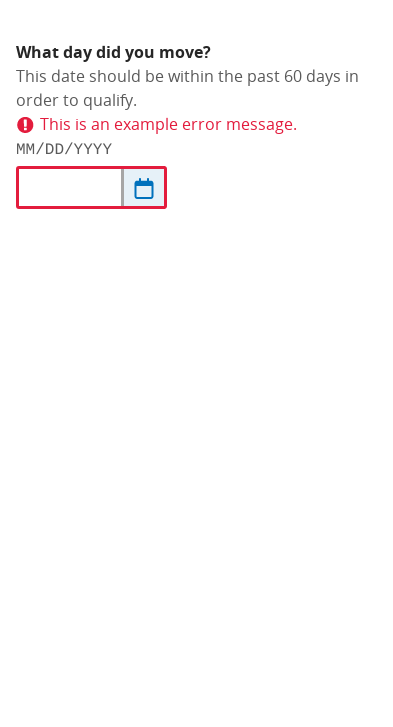 What day did you move?
This date should be within the past 60 days in
order to qualify.
This is an example error message.
MM/DD/YYYY